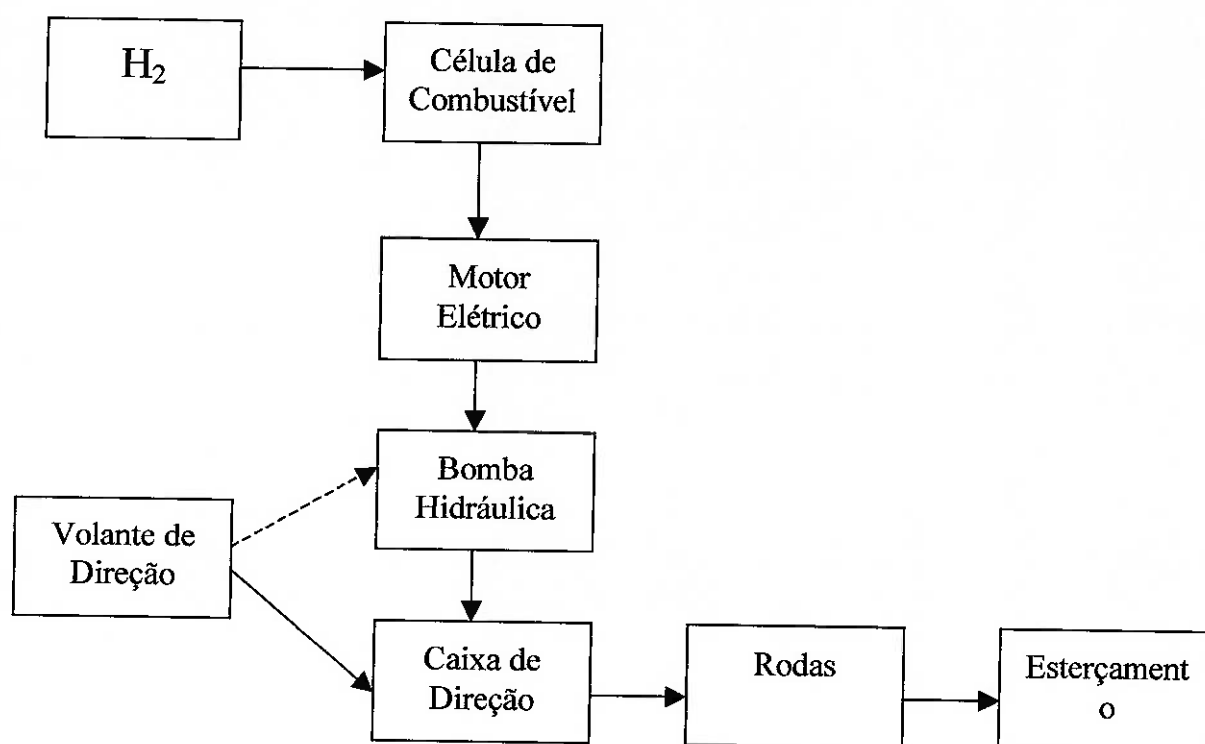 H₂
Célula de
Combustível
Motor
Elétrico
Bomba
Hidráulica
Volante de
Direção
Caixa de
Direção
Rodas
Esterçament
o